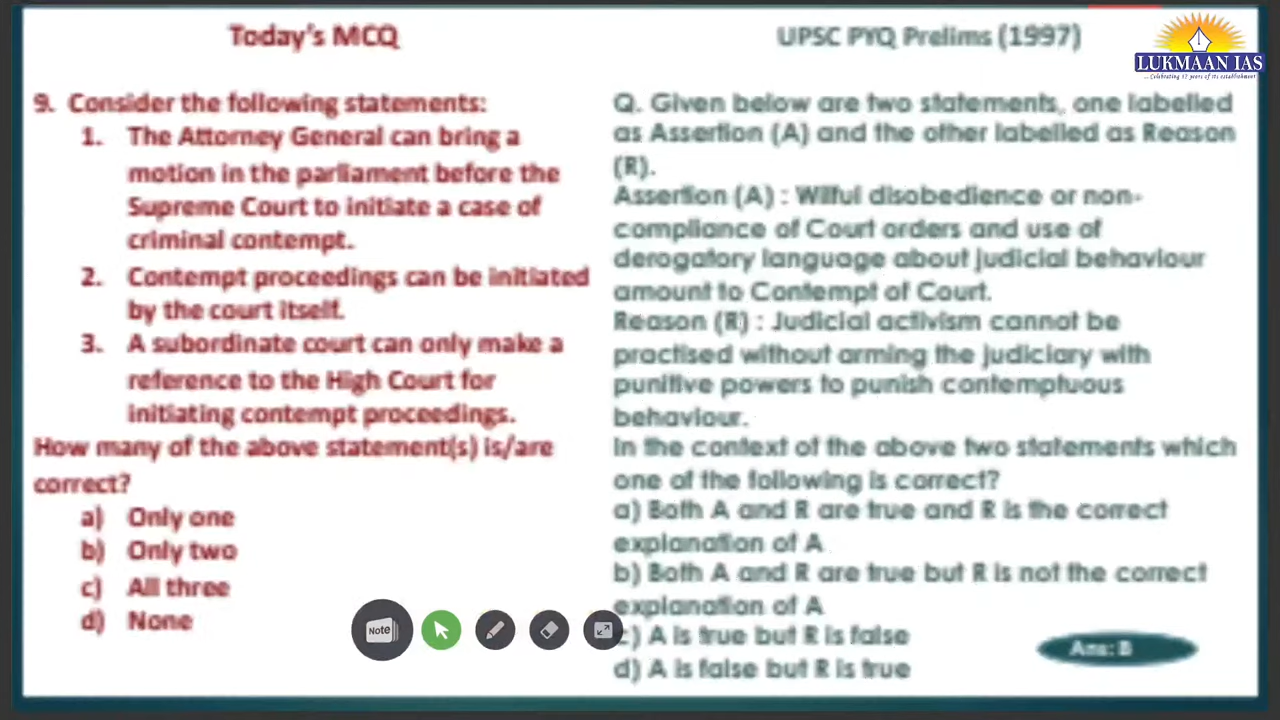 Today's MCQ
9. Consider the following statements:
1. The Attorney General can bring a
motion in the parliament before the
Supreme Court to initiate a case of
criminal contempt.
2. Contempt proceedings can be initiated
by the court itself.
3. A subordinate court can only make a
reference to the High Court for
initiating contempt proceedings.
How many of the above statement(s) is/are
correct?
a) Only one
b) Only two
c) All three
d) None
UPSC PYQ Prelims (1997)
Q. Given below are two statements, one labelled
as Assertion (A) and the other labelled as Reason
(R).
Assertion (A) : Wilful disobedience or non-
compliance of Court orders and use of
derogatory language about judicial behaviour
amount to Contempt of Court.
Reason (R) : Judicial activism cannot be
practised without arming the judiciary with
punitive powers to punish contemptuous
behaviour.
In the context of the above two statements which
one of the following is correct?
a) Both A and R are true and R is the correct
explanation of A
b) Both A and R are true but R is not the correct
explanation of A
c) A is true but R is false
d) A is false but R is true
Ans: B
LUKMAAN IAS
...Celebrating 17 years of its establishment
Note